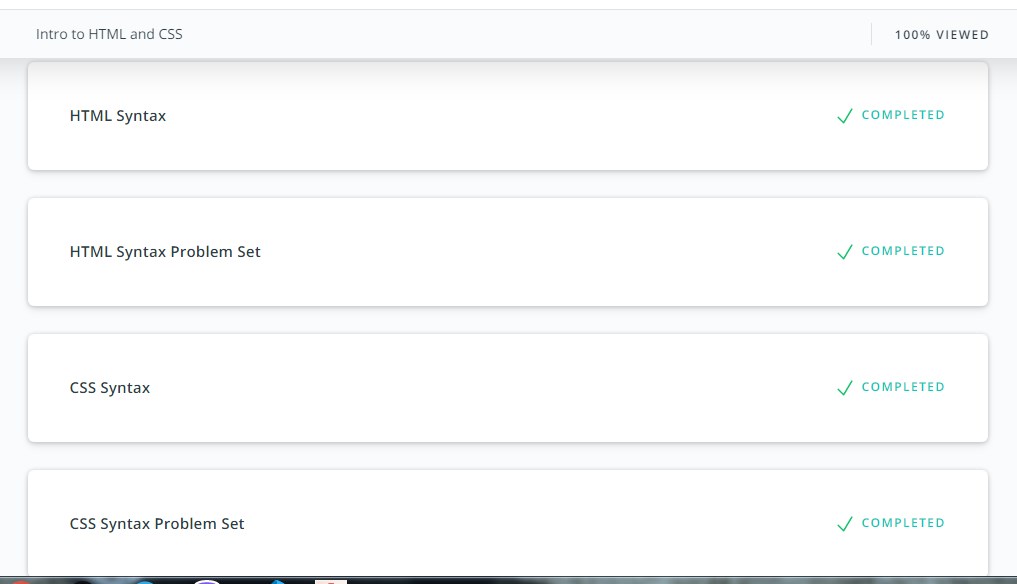 Intro to HTML and CSS
100% VIEWED
HTML Syntax
COMPLETED
HTML Syntax Problem Set
COMPLETED
CSS Syntax
COMPLETED
CSS Syntax Problem Set
COMPLETED